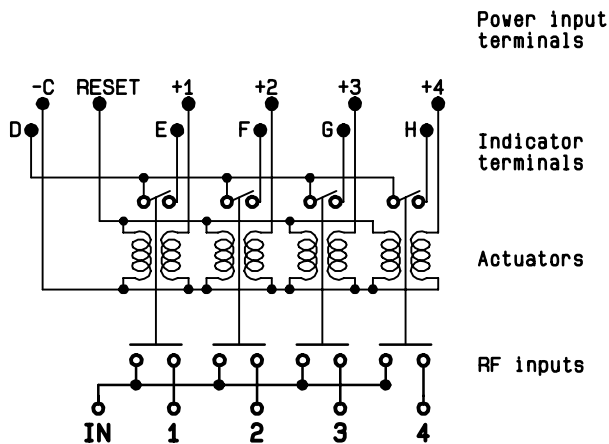 Power input
terminals
-C RESET +1 +2 +3 +4
D E F G H
Indicator
terminals
Actuators
RF inputs
IN 1 2 3 4